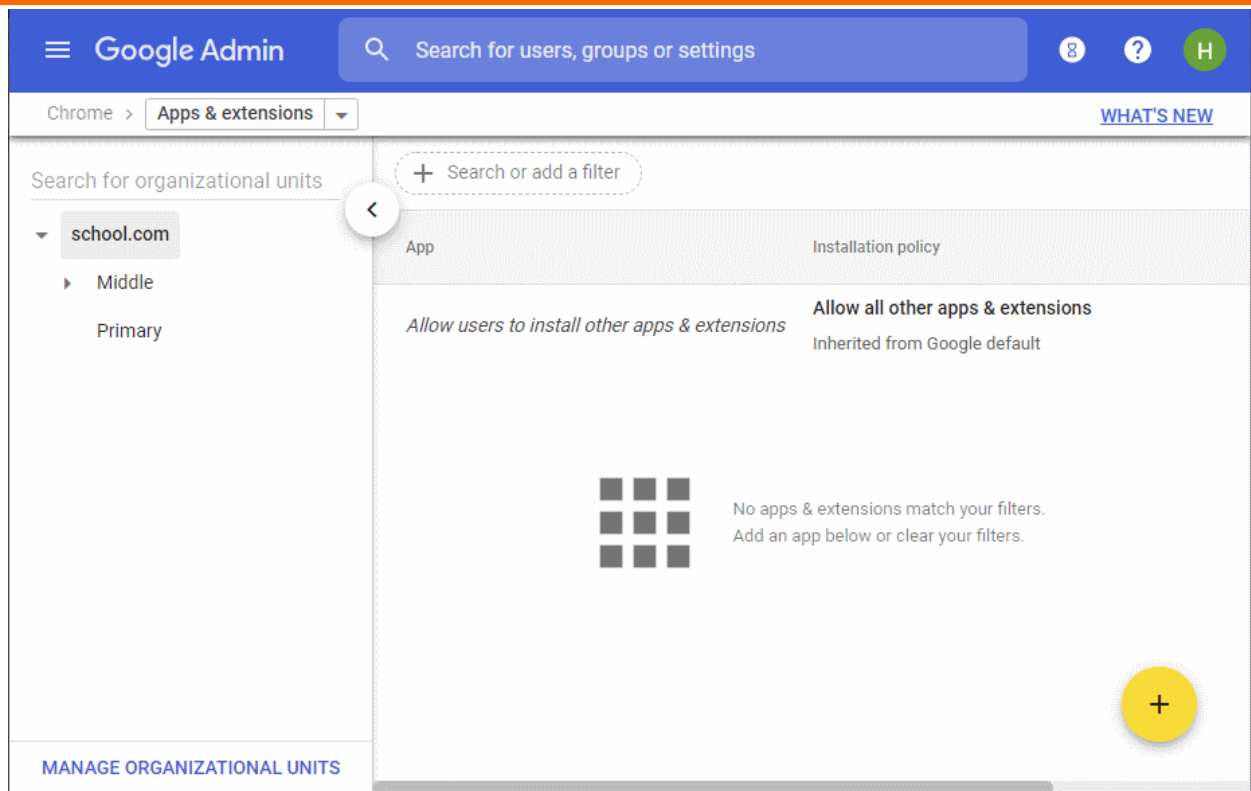 Google Admin
Search for users, groups or settings
8
?
H
Chrome > Apps & extensions
WHAT'S NEW
Search for organizational units
school.com
Middle
Primary
MANAGE ORGANIZATIONAL UNITS
+ Search or add a filter
App
Installation policy
Allow users to install other apps & extensions
Allow all other apps & extensions
Inherited from Google default
No apps & extensions match your filters.
Add an app below or clear your filters.
+